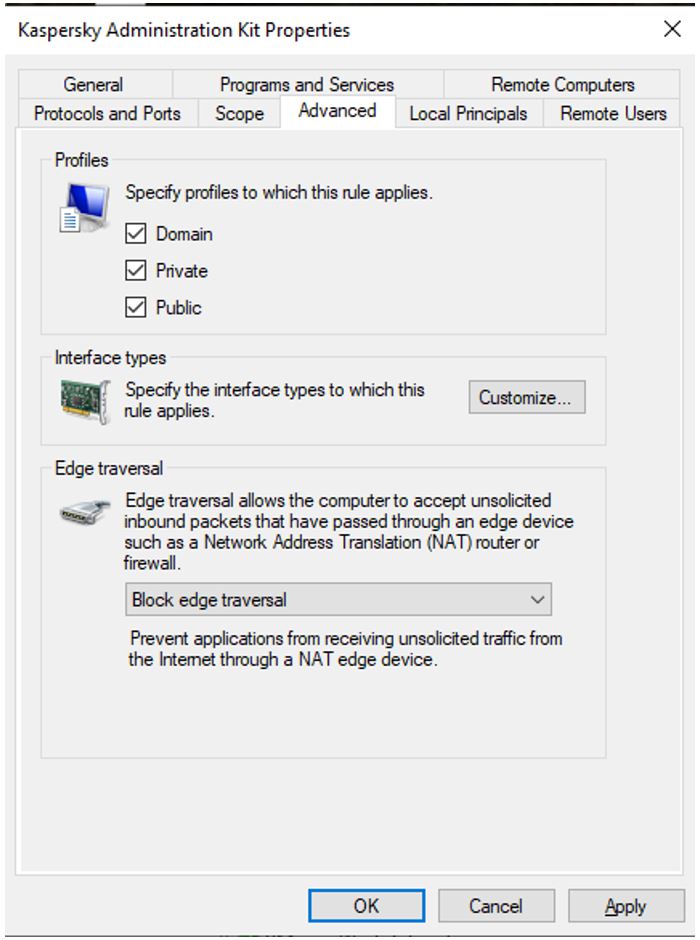 Kaspersky Administration Kit Properties
General Programs and Services Remote Computers
Protocols and Ports Scope Advanced Local Principals Remote Users
Profiles
Specify profiles to which this rule applies.
Domain
Private
Public
Interface types
Specify the interface types to which this
rule applies.
Customize...
Edge traversal
Edge traversal allows the computer to accept unsolicited
inbound packets that have passed through an edge device
such as a Network Address Translation (NAT) router or
firewall.
Block edge traversal
Prevent applications from receiving unsolicited traffic from
the Internet through a NAT edge device.
OK Cancel Apply